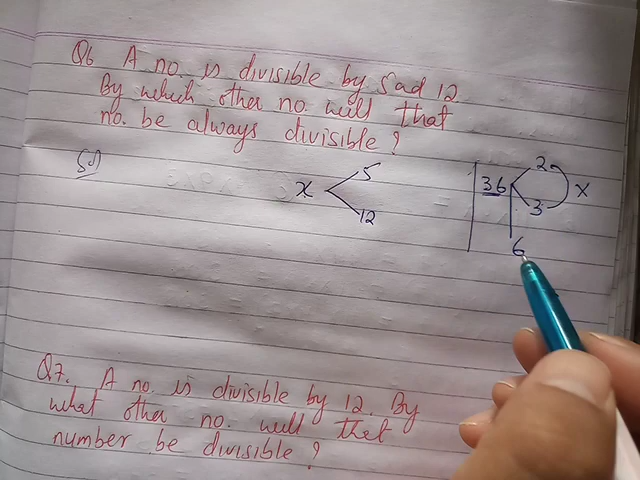 Q6 A no. is divisible by 5 and 12
By which other no. will that
no. be always divisible?
Sol
x 5
12
36 2
3
x
6
Q7. A no. is divisible by 12. By
what other no. will that
number be divisible?